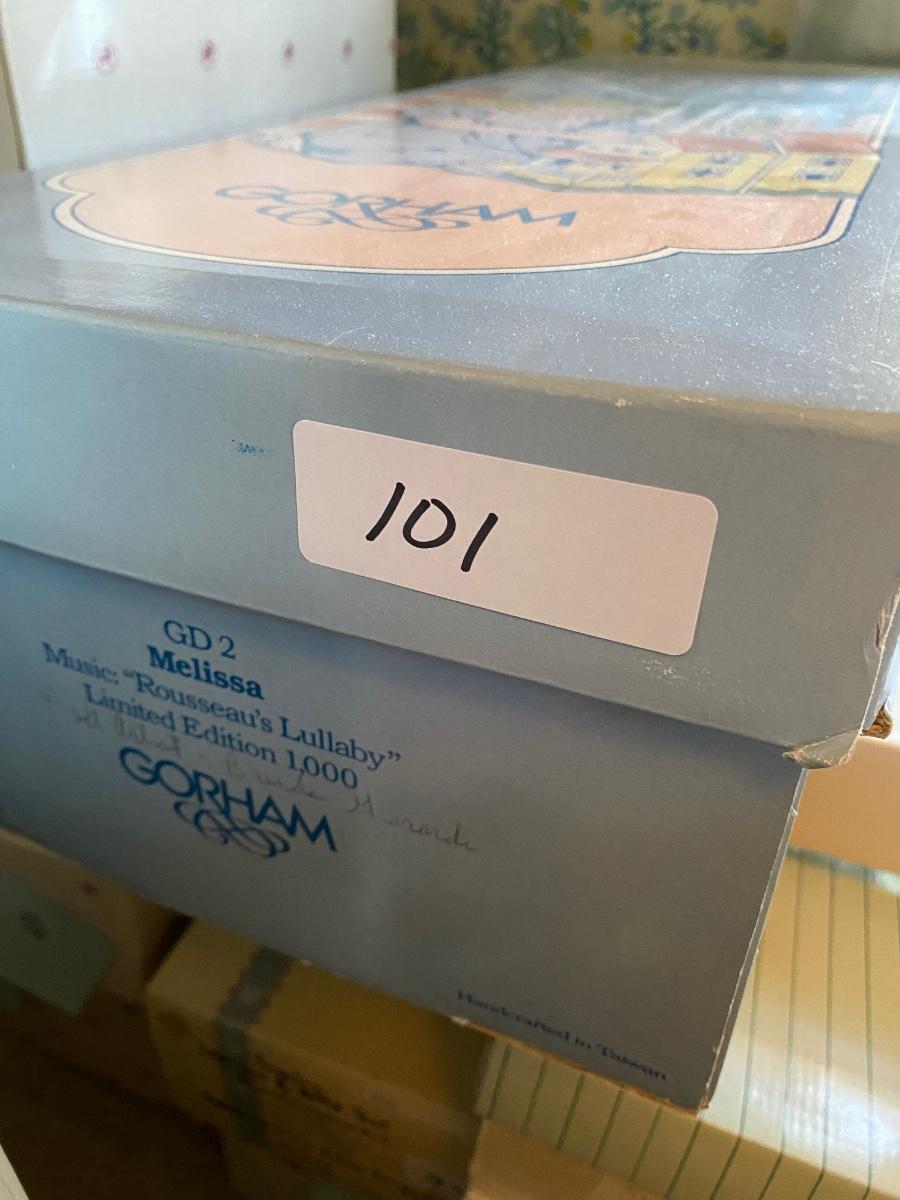 GORHAM
101
GD 2
Melissa
Music: "Rousseau's Lullaby"
Limited Edition 1,000
GORHAM
Handcrafted in Taiwan